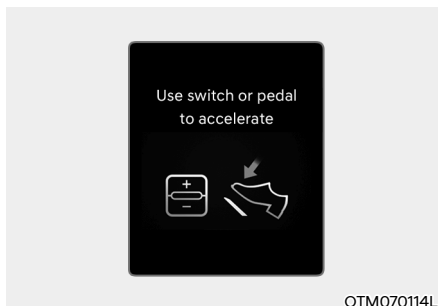 Use switch or pedal
to accelerate
+
−
OTM070114L